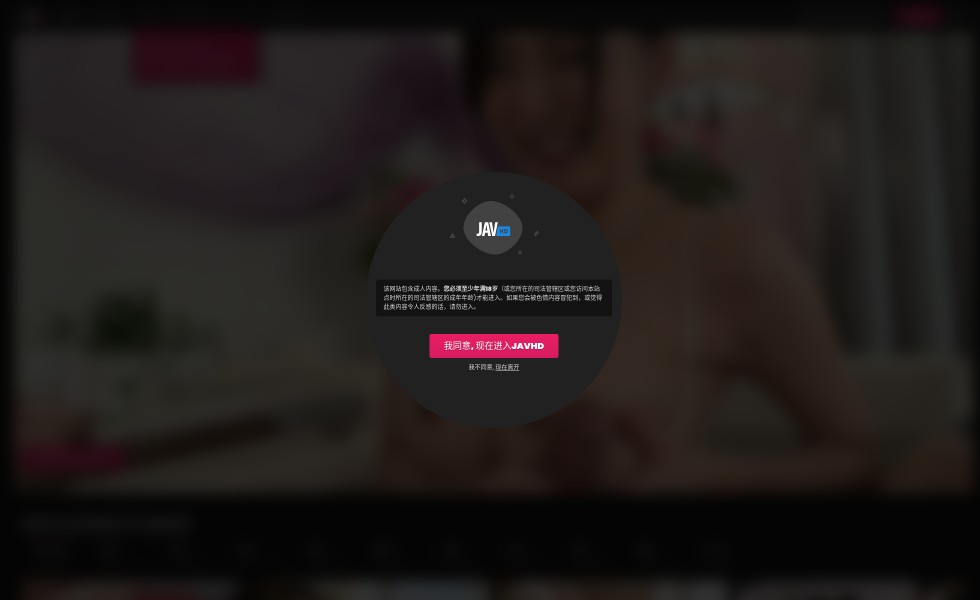 JAV HD
该网站包含成人内容。您必须至少年满18岁（或您所在的司法管辖区或您访问本站
点时所在的司法管辖区的成年年龄)才能进入。如果您会被色情内容冒犯到，或觉得
此类内容令人反感的话，请勿进入。
我同意, 现在进入JAVHD
我不同意, 现在离开